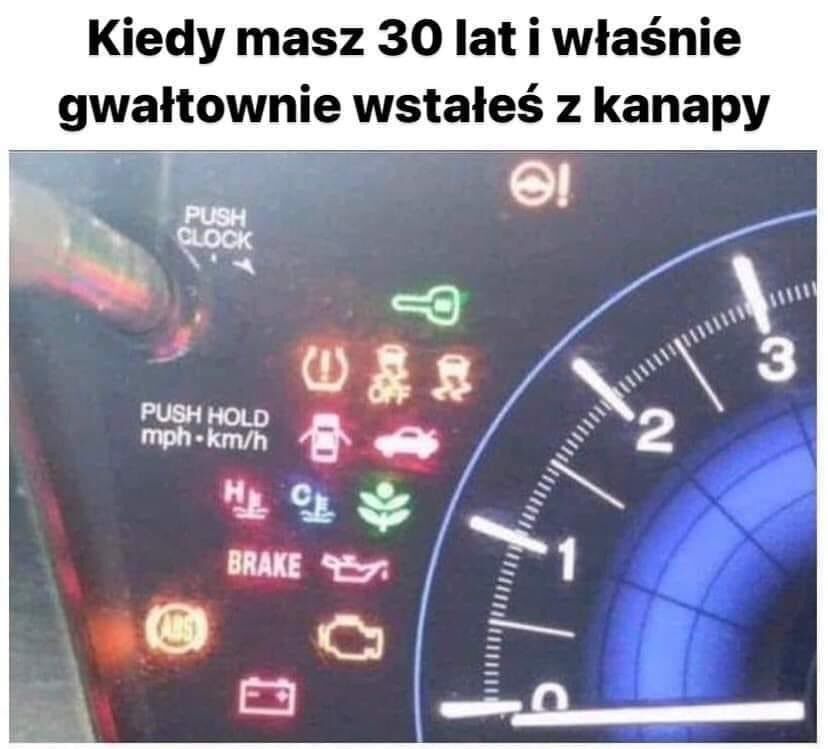 Kiedy masz 30 lat i właśnie
gwałtownie wstałeś z kanapy
PUSH
CLOCK
OFF
PUSH HOLD
mph•km/h
H C
BRAKE
ABS
3
2
1
0